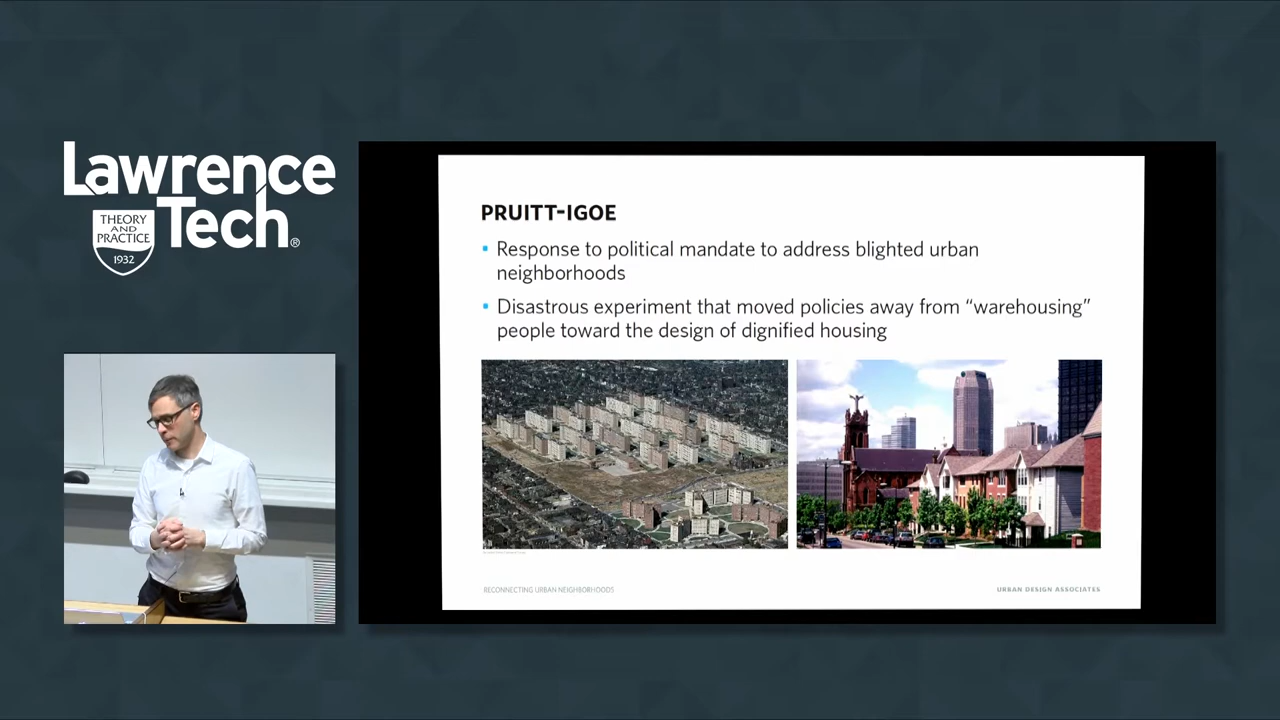 Lawrence
Tech®
THEORY
AND
PRACTICE
1932
PRUITT-IGOE
▪ Response to political mandate to address blighted urban
neighborhoods
▪ Disastrous experiment that moved policies away from “warehousing”
people toward the design of dignified housing
RECONNECTING URBAN NEIGHBORHOODS
URBAN DESIGN ASSOCIATES